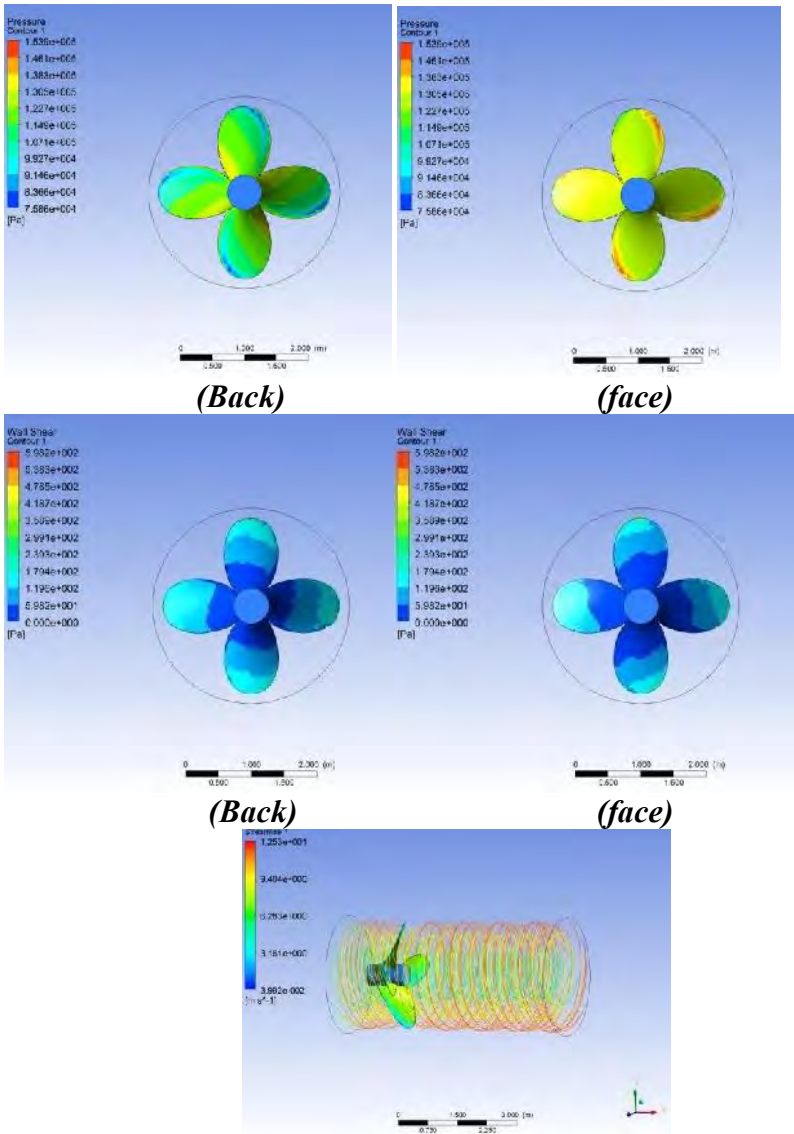 Pressure
Contour 1
1.539e+005
1.461e+005
1.383e+005
1.305e+005
1.227e+005
1.149e+005
1.071e+005
9.927e+004
9.146e+004
8.366e+004
7.586e+004
[Pa]
0 1.000 2.000 (m)
0.500 1.500
(Back)
Pressure
Contour 1
1.539e+005
1.461e+005
1.383e+005
1.305e+005
1.227e+005
1.149e+005
1.071e+005
9.927e+004
9.146e+004
8.366e+004
7.586e+004
[Pa]
0 1.000 2.000 (m)
0.500 1.500
(face)
Wall Shear
Contour 1
5.982e+002
5.383e+002
4.785e+002
4.187e+002
3.589e+002
2.991e+002
2.393e+002
1.794e+002
1.196e+002
5.982e+001
0.000e+000
[Pa]
0 1.000 2.000 (m)
0.500 1.500
(Back)
Wall Shear
Contour 1
5.982e+002
5.383e+002
4.785e+002
4.187e+002
3.589e+002
2.991e+002
2.393e+002
1.794e+002
1.196e+002
5.982e+001
0.000e+000
[Pa]
0 1.000 2.000 (m)
0.500 1.500
(face)
1.253e+001
9.404e+000
6.283e+000
3.161e+000
3.992e-002
[m s^-1]
0 1.500 3.000 (m)
0.750 2.250